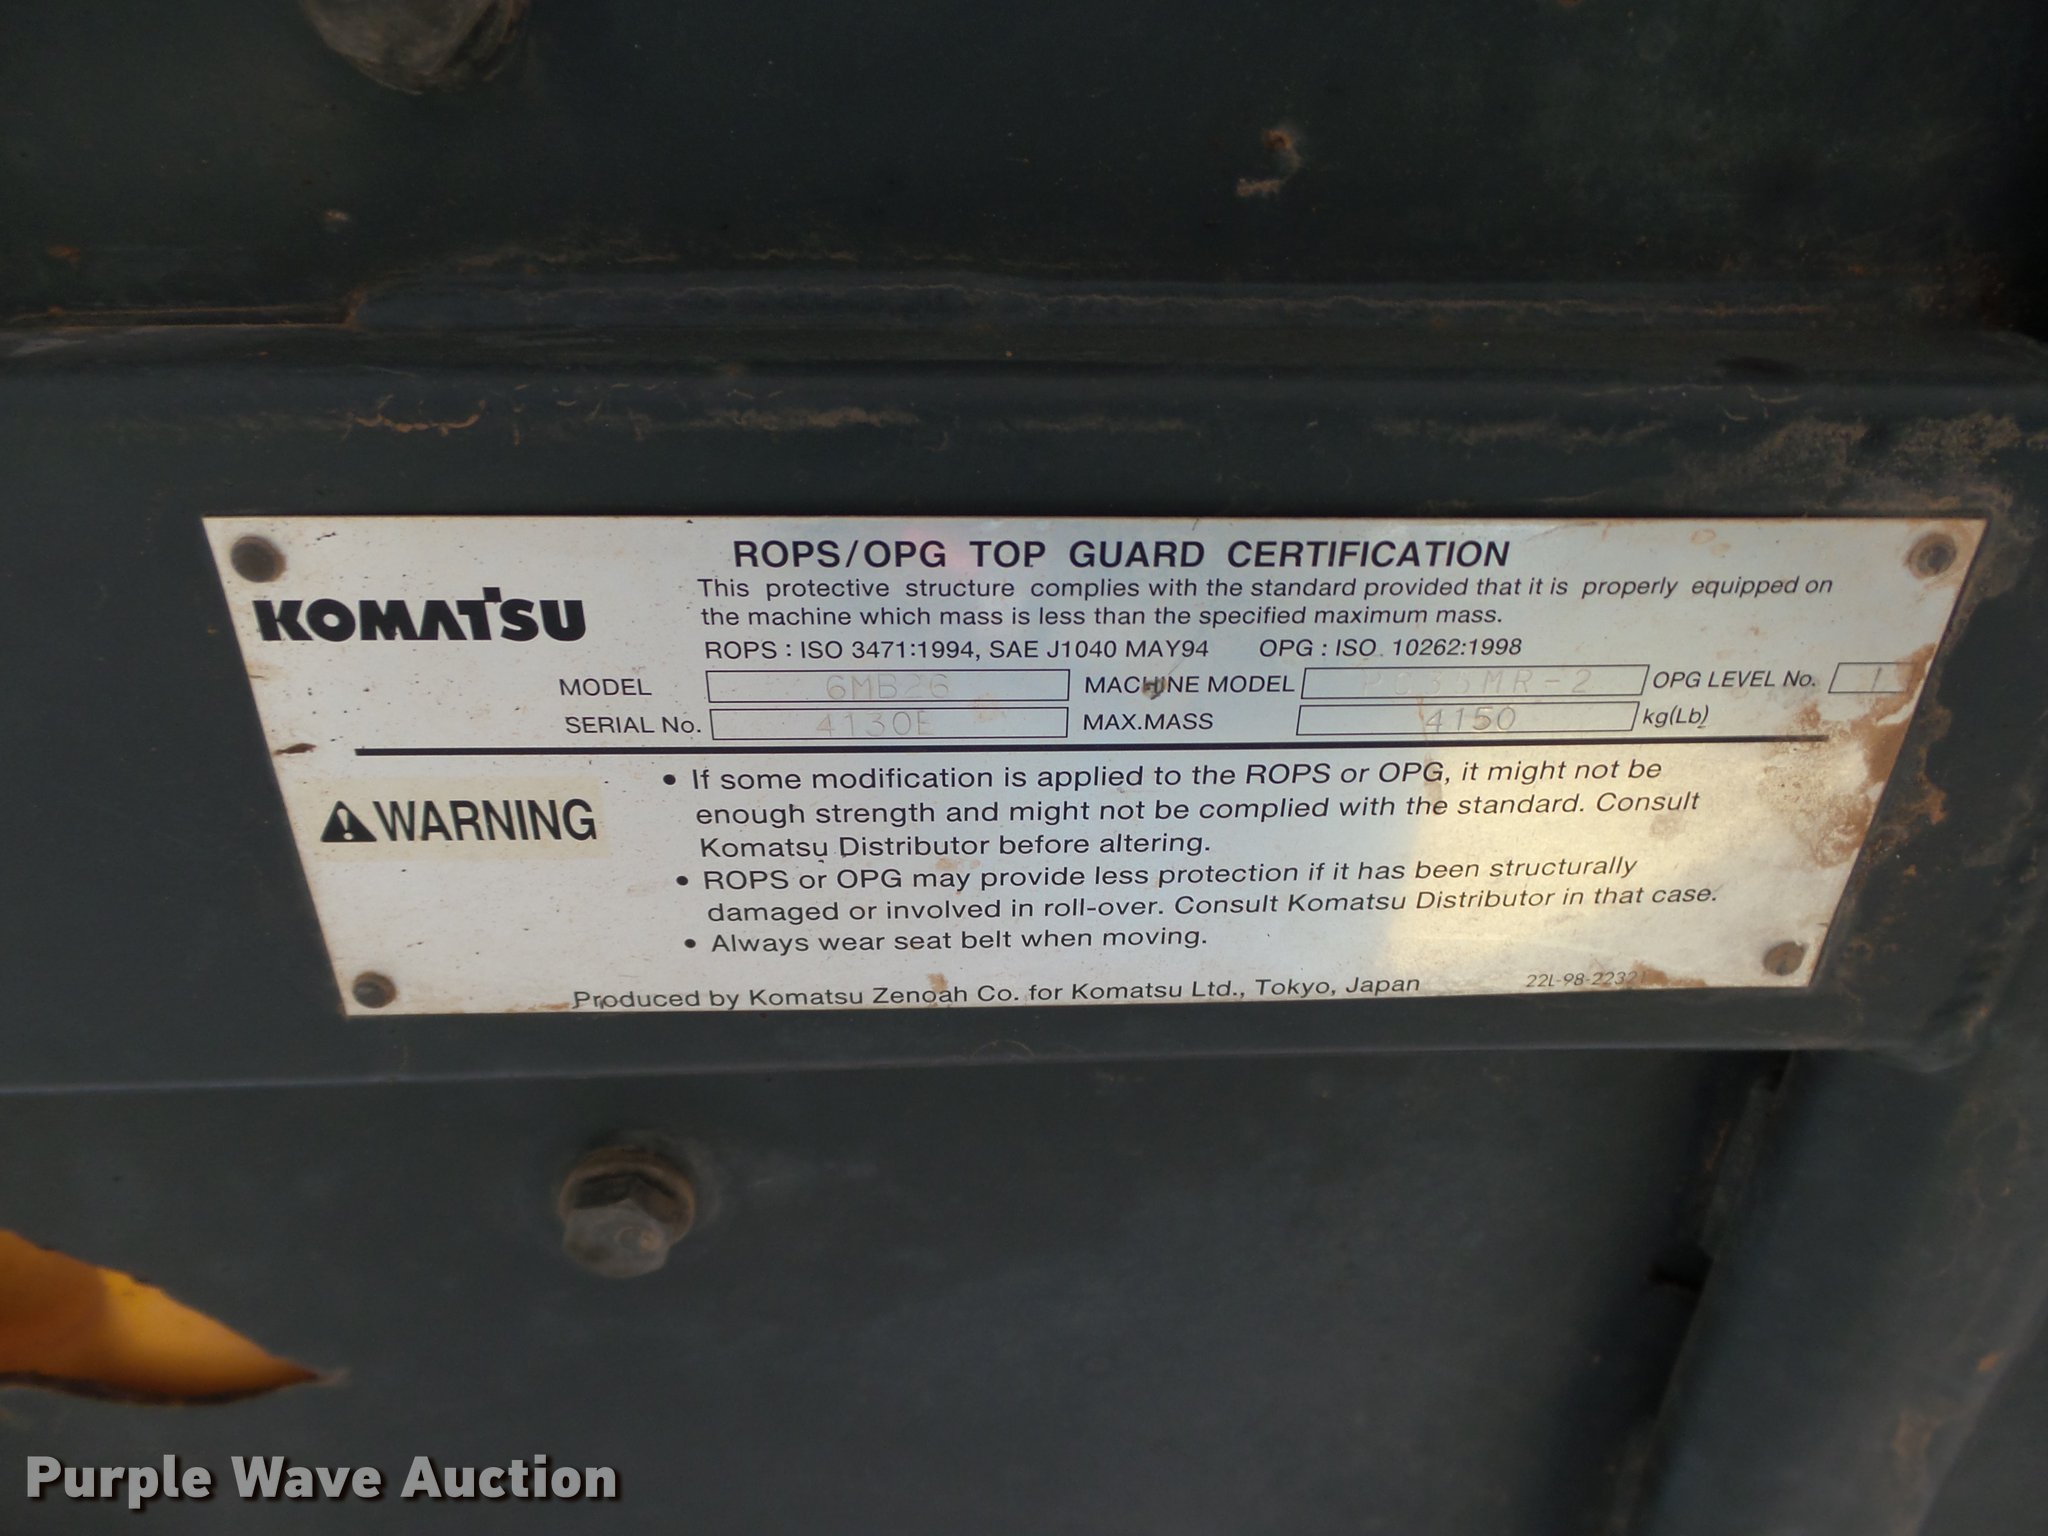 ROPS/OPG TOP GUARD CERTIFICATION
KOMATSU
This protective structure complies with the standard provided that it is properly equipped on
the machine which mass is less than the specified maximum mass.
ROPS : ISO 3471:1994, SAE J1040 MAY94 OPG : ISO 10262:1998
MODEL 6MB26 MACHINE MODEL PC35MR-2 OPG LEVEL No. 1
SERIAL No. 4130E MAX.MASS 4150 kg(Lb)
WARNING
• If some modification is applied to the ROPS or OPG, it might not be
enough strength and might not be complied with the standard. Consult
Komatsu Distributor before altering.
• ROPS or OPG may provide less protection if it has been structurally
damaged or involved in roll-over. Consult Komatsu Distributor in that case.
• Always wear seat belt when moving.
Produced by Komatsu Zenoah Co. for Komatsu Ltd., Tokyo, Japan 22L-98-22321
Purple Wave Auction